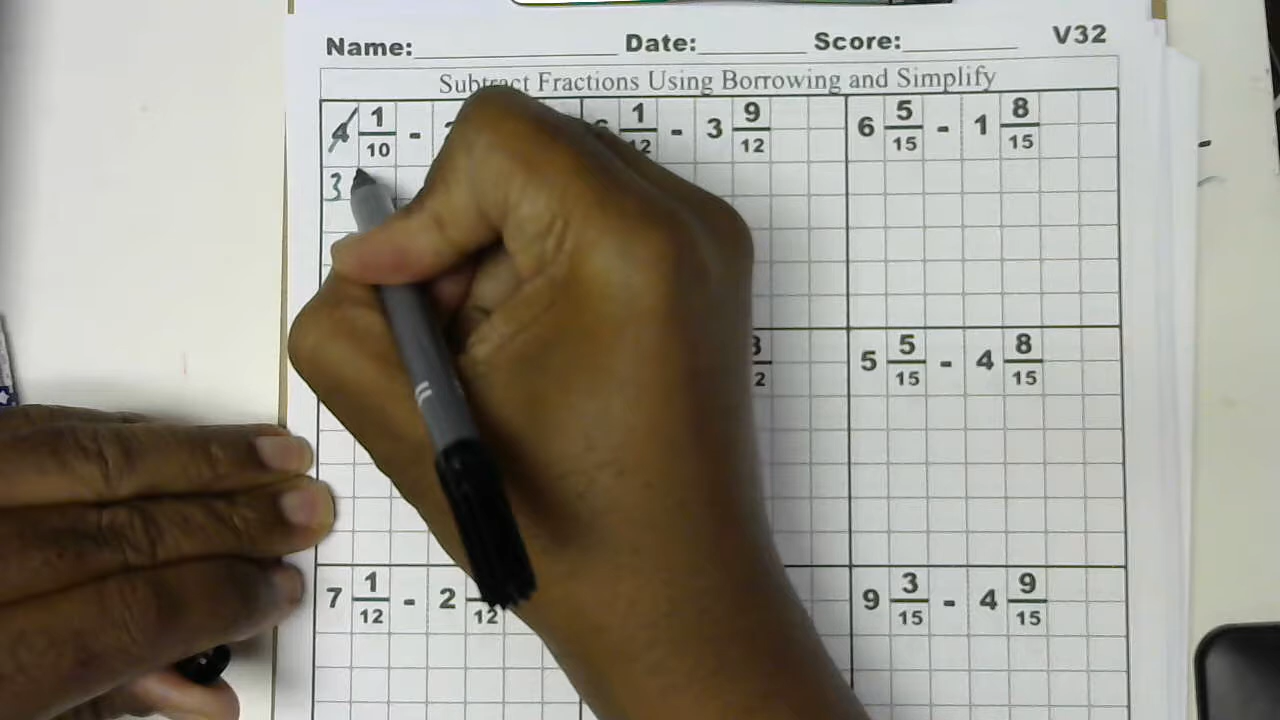 Name: Date: Score: V32
Subtract Fractions Using Borrowing and Simplify
4 1/10 -
1/12 - 3 9/12
6 5/15 - 1 8/15
3
5 5/15 - 4 8/15
7 1/12 - 2 /12
9 3/15 - 4 9/15